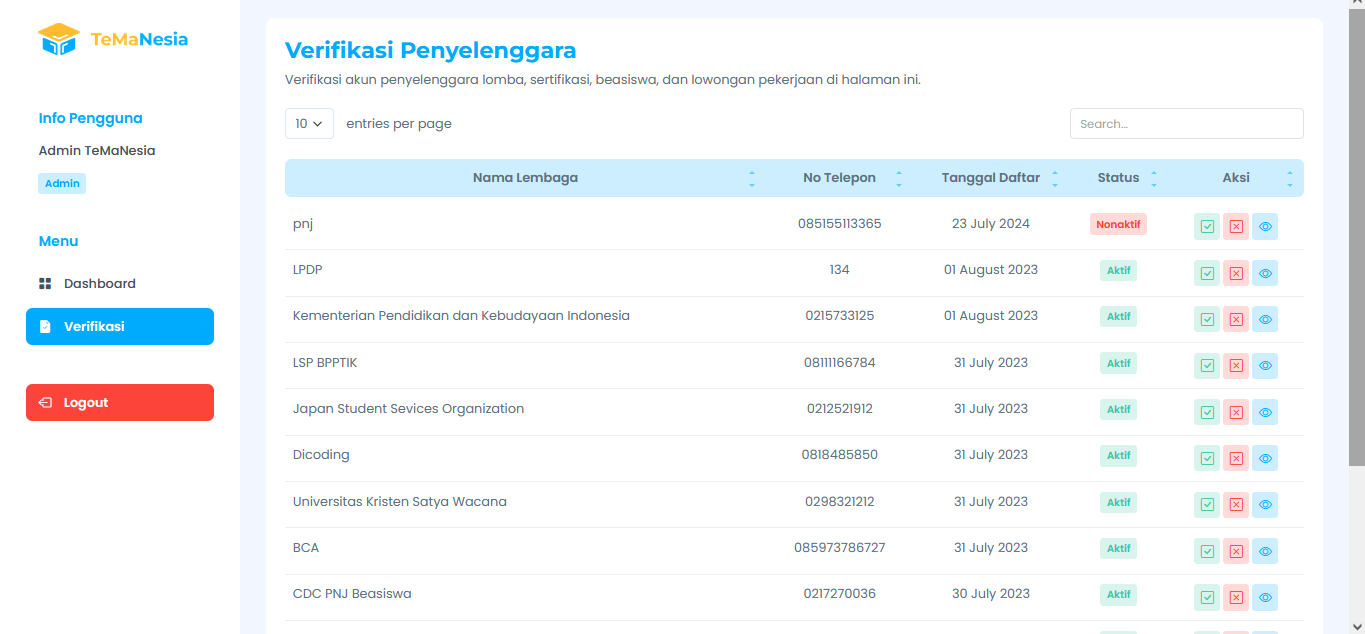 TeMaNesia
Info Pengguna
Admin TeMaNesia
Admin
Menu
Dashboard
Verifikasi
Logout
Verifikasi Penyelenggara
Verifikasi akun penyelenggara lomba, sertifikasi, beasiswa, dan lowongan pekerjaan di halaman ini.
10 entries per page Search...
Nama Lembaga No Telepon Tanggal Daftar Status Aksi
pnj 085155113365 23 July 2024 Nonaktif
LPDP 134 01 August 2023 Aktif
Kementerian Pendidikan dan Kebudayaan Indonesia 0215733125 01 August 2023 Aktif
LSP BPPTIK 08111166784 31 July 2023 Aktif
Japan Student Sevices Organization 0212521912 31 July 2023 Aktif
Dicoding 0818485850 31 July 2023 Aktif
Universitas Kristen Satya Wacana 0298321212 31 July 2023 Aktif
BCA 085973786727 31 July 2023 Aktif
CDC PNJ Beasiswa 0217270036 30 July 2023 Aktif